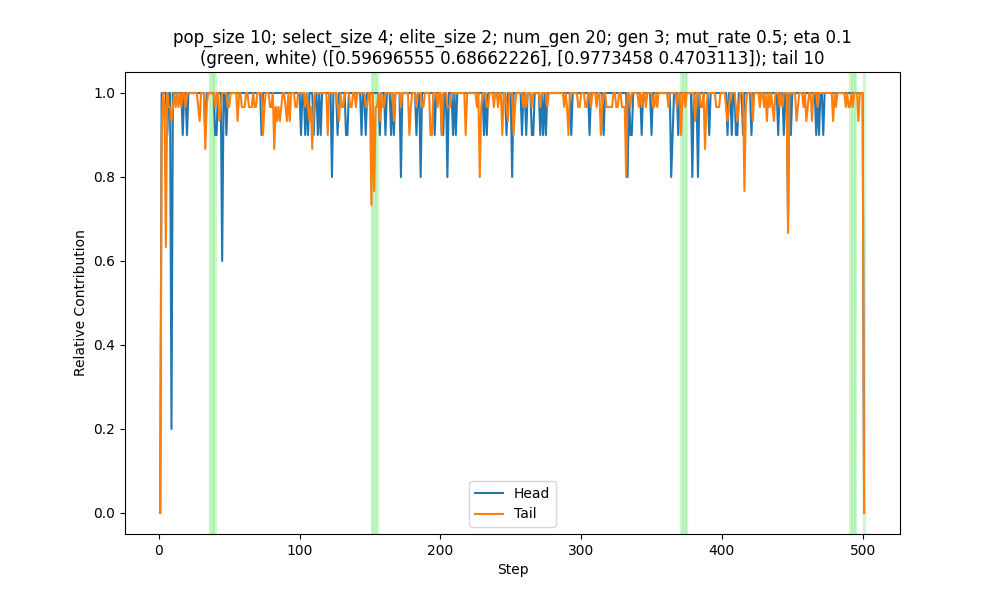 pop_size 10; select_size 4; elite_size 2; num_gen 20; gen 3; mut_rate 0.5; eta 0.1
(green, white) ([0.59696555 0.68662226], [0.9773458 0.4703113]); tail 10
1.0
0.8
0.6
0.4
0.2
0.0
Relative Contribution
Head
Tail
0 100 200 300 400 500
Step